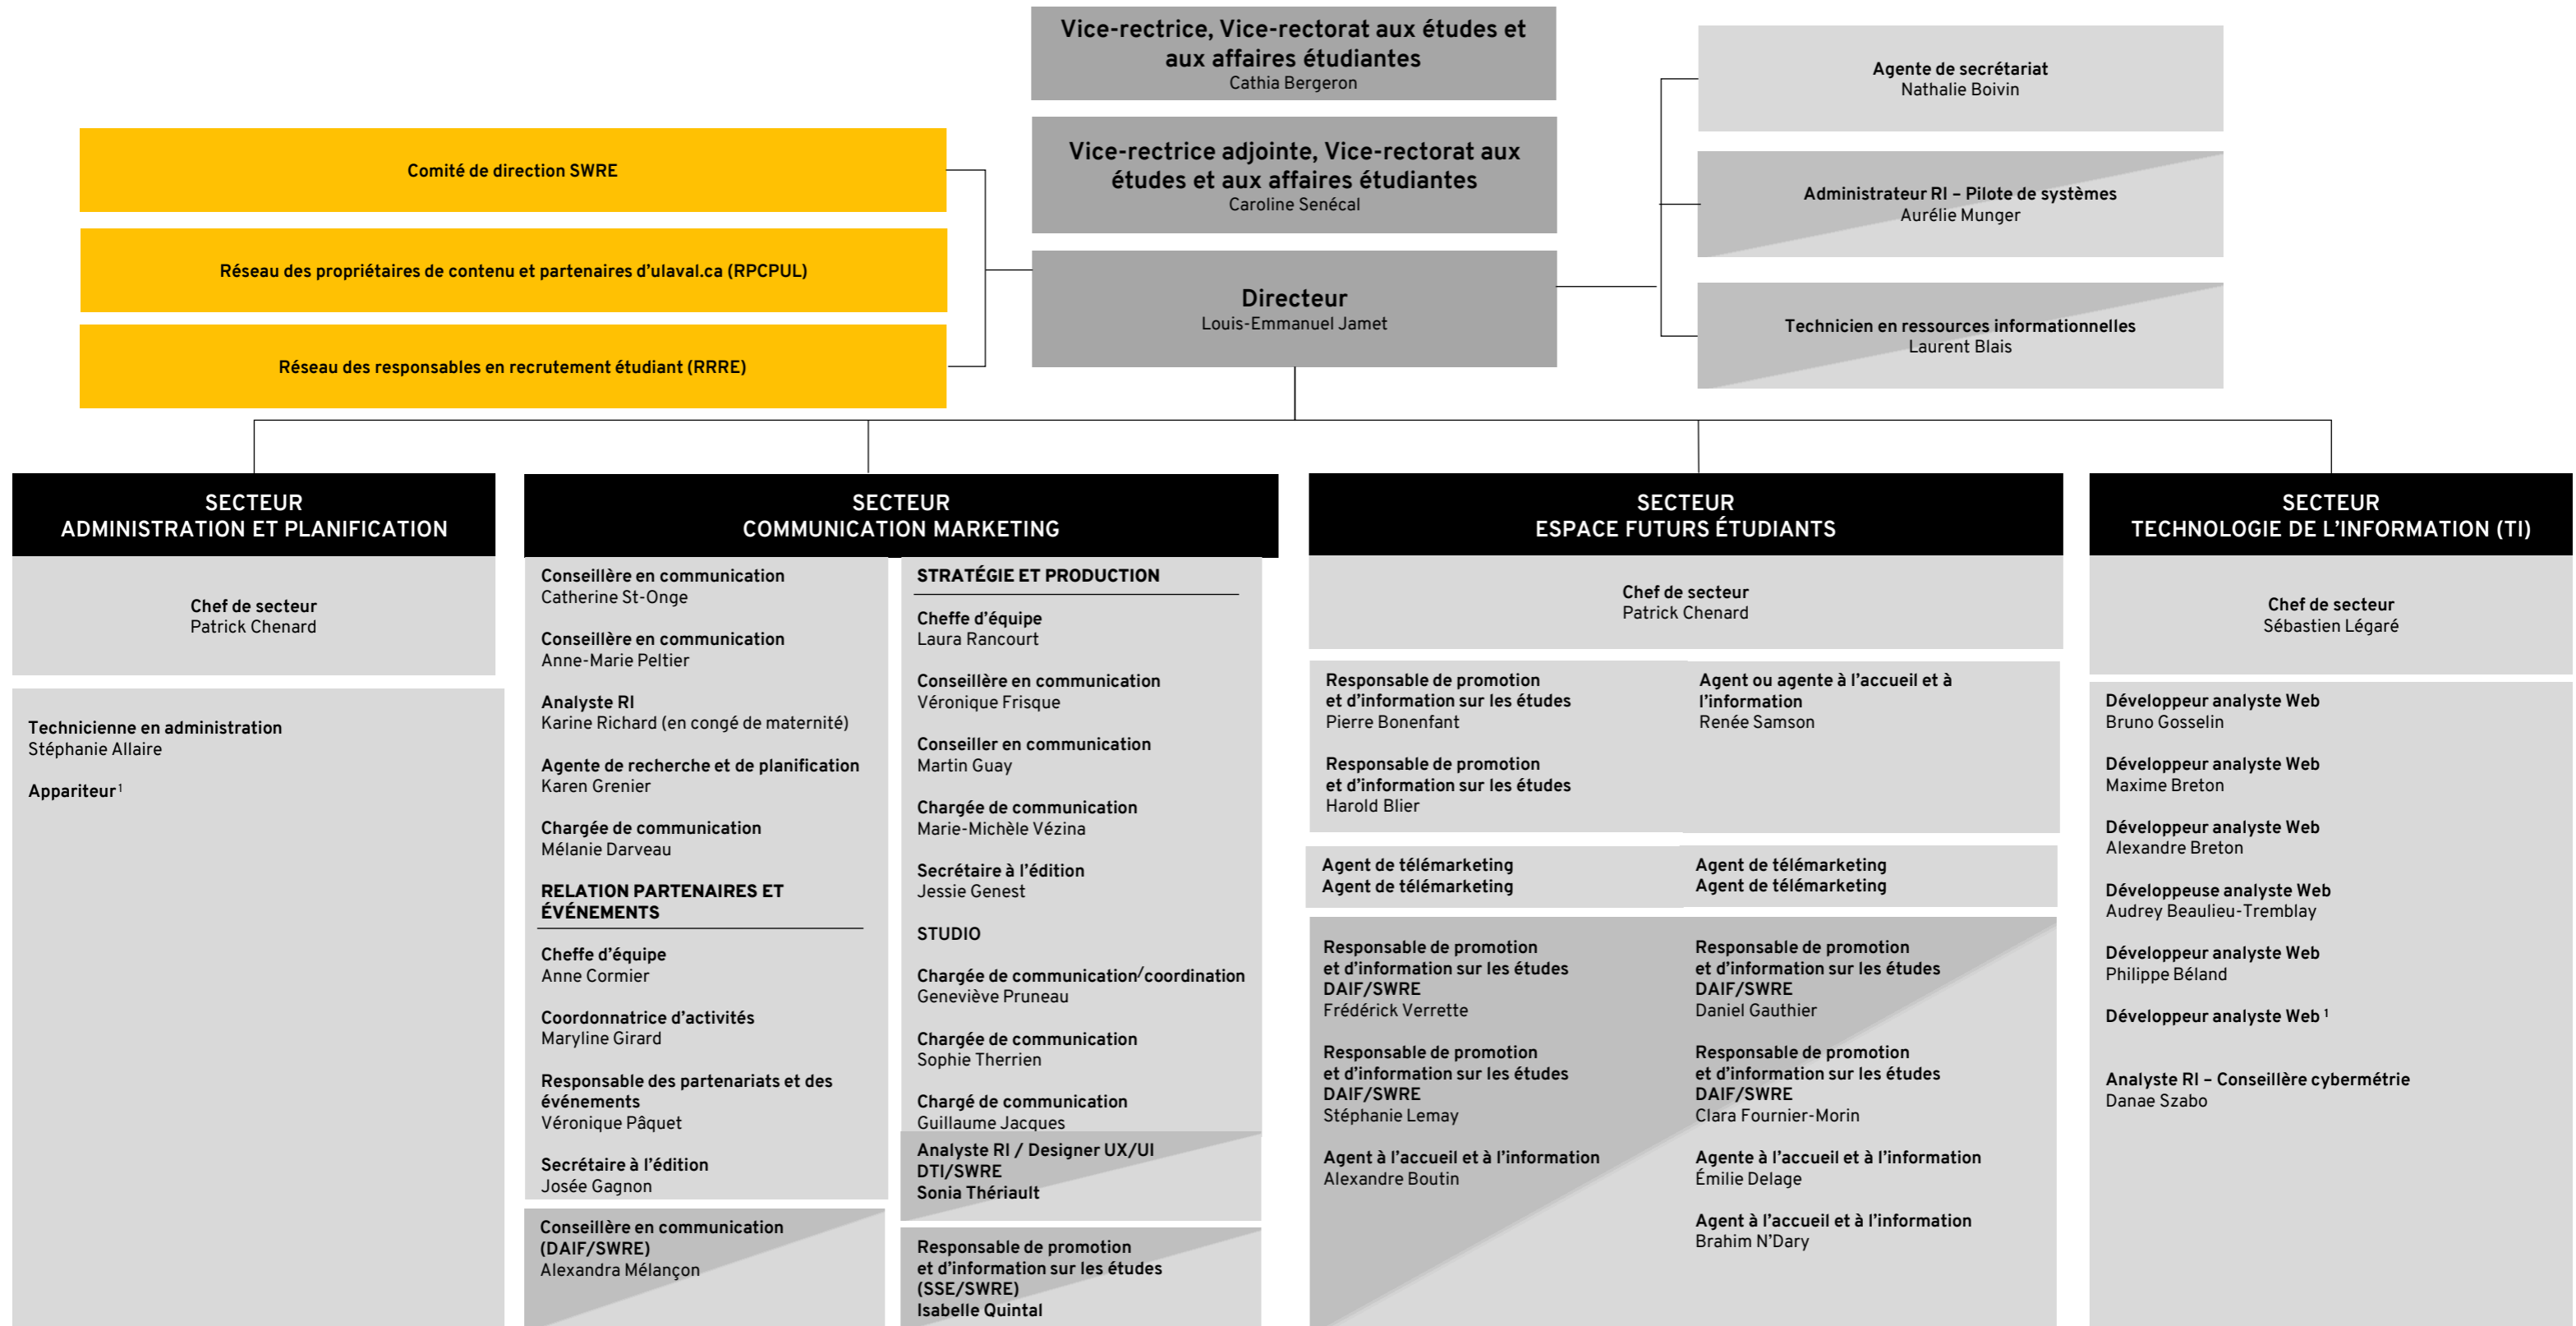 Vice-rectrice, Vice-rectorat aux études et
aux affaires étudiantes
Cathia Bergeron
Vice-rectrice adjointe, Vice-rectorat aux
études et aux affaires étudiantes
Caroline Senécal
Directeur
Louis-Emmanuel Jamet
Comité de direction SWRE
Réseau des propriétaires de contenu et partenaires d'ulaval.ca (RPCPUL)
Réseau des responsables en recrutement étudiant (RRRE)
Agente de secrétariat
Nathalie Boivin
Administrateur RI – Pilote de systèmes
Aurélie Munger
Technicien en ressources informationnelles
Laurent Blais
SECTEUR
ADMINISTRATION ET PLANIFICATION
Chef de secteur
Patrick Chenard
Technicienne en administration
Stéphanie Allaire
Appariteur ¹
SECTEUR
COMMUNICATION MARKETING
Conseillère en communication
Catherine St-Onge
Conseillère en communication
Anne-Marie Peltier
Analyste RI
Karine Richard (en congé de maternité)
Agente de recherche et de planification
Karen Grenier
Chargée de communication
Mélanie Darveau
RELATION PARTENAIRES ET
ÉVÉNEMENTS
Cheffe d'équipe
Anne Cormier
Coordonnatrice d'activités
Maryline Girard
Responsable des partenariats et des
événements
Véronique Pâquet
Secrétaire à l'édition
Josée Gagnon
Conseillère en communication
(DAIF/SWRE)
Alexandra Mélançon
STRATÉGIE ET PRODUCTION
Cheffe d'équipe
Laura Rancourt
Conseillère en communication
Véronique Frisque
Conseiller en communication
Martin Guay
Chargée de communication
Marie-Michèle Vézina
Secrétaire à l'édition
Jessie Genest
STUDIO
Chargée de communication/coordination
Geneviève Pruneau
Chargée de communication
Sophie Therrien
Chargé de communication
Guillaume Jacques
Analyste RI / Designer UX/UI
DTI/SWRE
Sonia Thériault
Responsable de promotion
et d'information sur les études
(SSE/SWRE)
Isabelle Quintal
SECTEUR
ESPACE FUTURS ÉTUDIANTS
Chef de secteur
Patrick Chenard
Responsable de promotion
et d'information sur les études
Pierre Bonenfant
Responsable de promotion
et d'information sur les études
Harold Blier
Agent ou agente à l'accueil et à
l'information
Renée Samson
Agent de télémarketing
Agent de télémarketing
Agent de télémarketing
Agent de télémarketing
Responsable de promotion
et d'information sur les études
DAIF/SWRE
Frédérick Verrette
Responsable de promotion
et d'information sur les études
DAIF/SWRE
Stéphanie Lemay
Agent à l'accueil et à l'information
Alexandre Boutin
Responsable de promotion
et d'information sur les études
DAIF/SWRE
Daniel Gauthier
Responsable de promotion
et d'information sur les études
DAIF/SWRE
Clara Fournier-Morin
Agente à l'accueil et à l'information
Émilie Delage
Agent à l'accueil et à l'information
Brahim N'Dary
SECTEUR
TECHNOLOGIE DE L'INFORMATION (TI)
Chef de secteur
Sébastien Légaré
Développeur analyste Web
Bruno Gosselin
Développeur analyste Web
Maxime Breton
Développeur analyste Web
Alexandre Breton
Développeuse analyste Web
Audrey Beaulieu-Tremblay
Développeur analyste Web
Philippe Béland
Développeur analyste Web ¹
Analyste RI – Conseillère cybermétrie
Danae Szabo